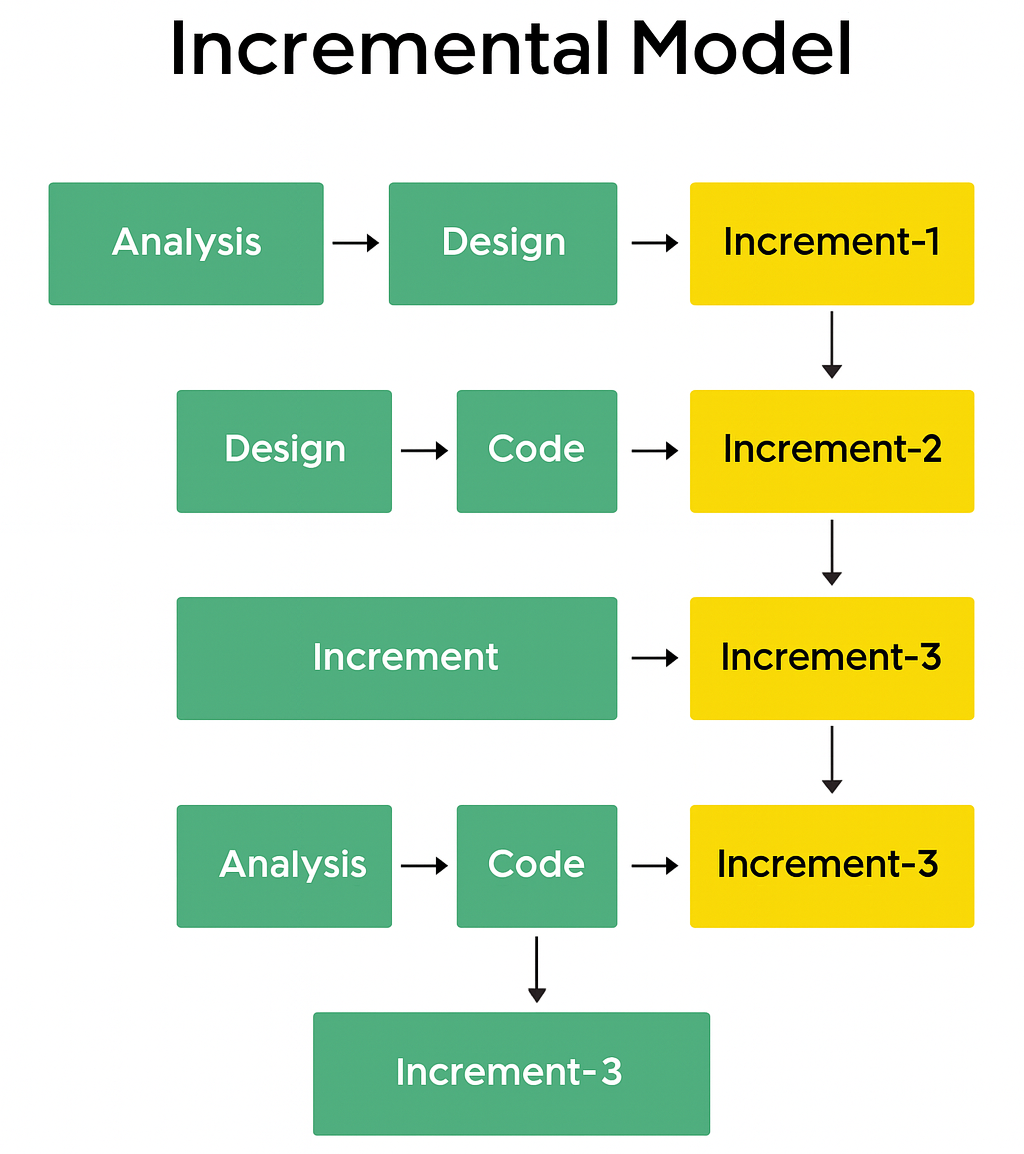 Incremental Model
Analysis
Design
Increment-1
Design
Code
Increment-2
Increment
Increment-3
Analysis
Code
Increment-3
Increment-3